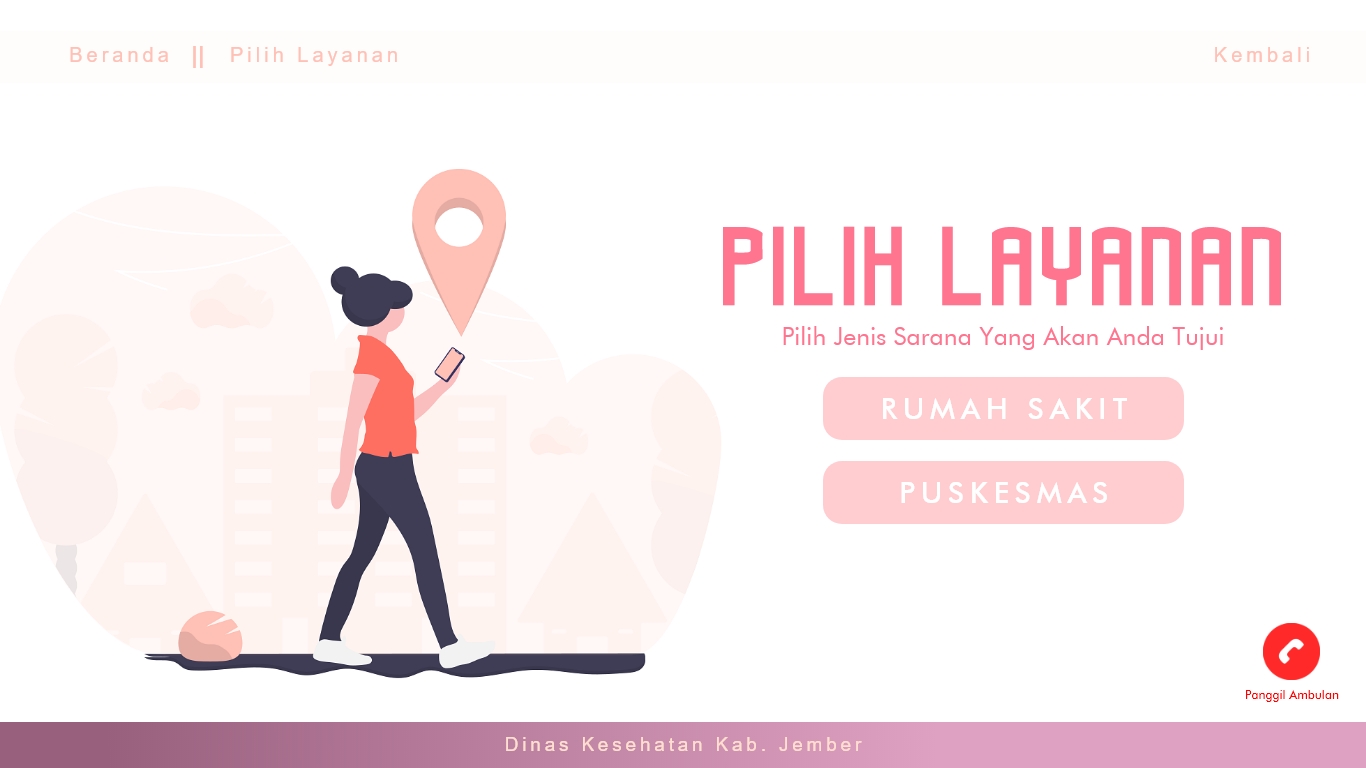 Beranda || Pilih Layanan
Kembali
PILIH LAYANAN
Pilih Jenis Sarana Yang Akan Anda Tujui
RUMAH SAKIT
PUSKESMAS
Panggil Ambulan
Dinas Kesehatan Kab. Jember